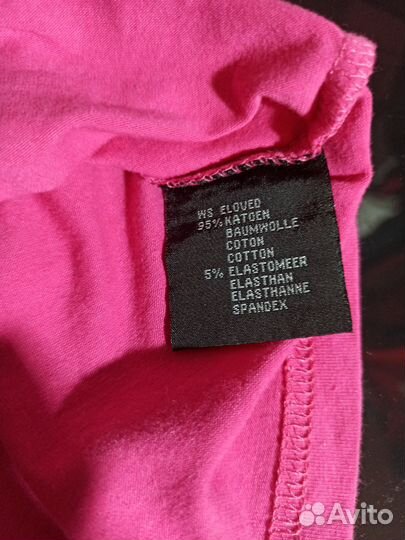 WS ELOVED
95% KATOEN
BAUMWOLLE
COTON
COTTON
5% ELASTOMEER
ELASTHAN
ELASTHANNE
SPANDEX
Avito